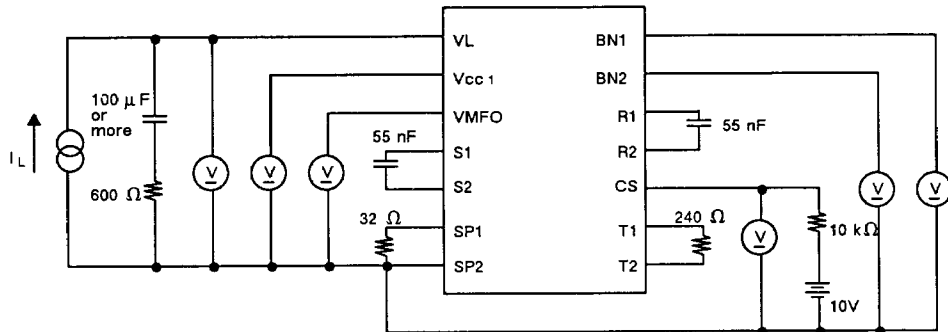 VL
BN1
Vcc 1
BN2
100 μF
or
more
VMFO
R1
55 nF
55 nF
IL
S1
R2
V
V
V
V
V
600 Ω
S2
CS
32 Ω
240 Ω
10 kΩ
SP1
T1
V
SP2
T2
10V